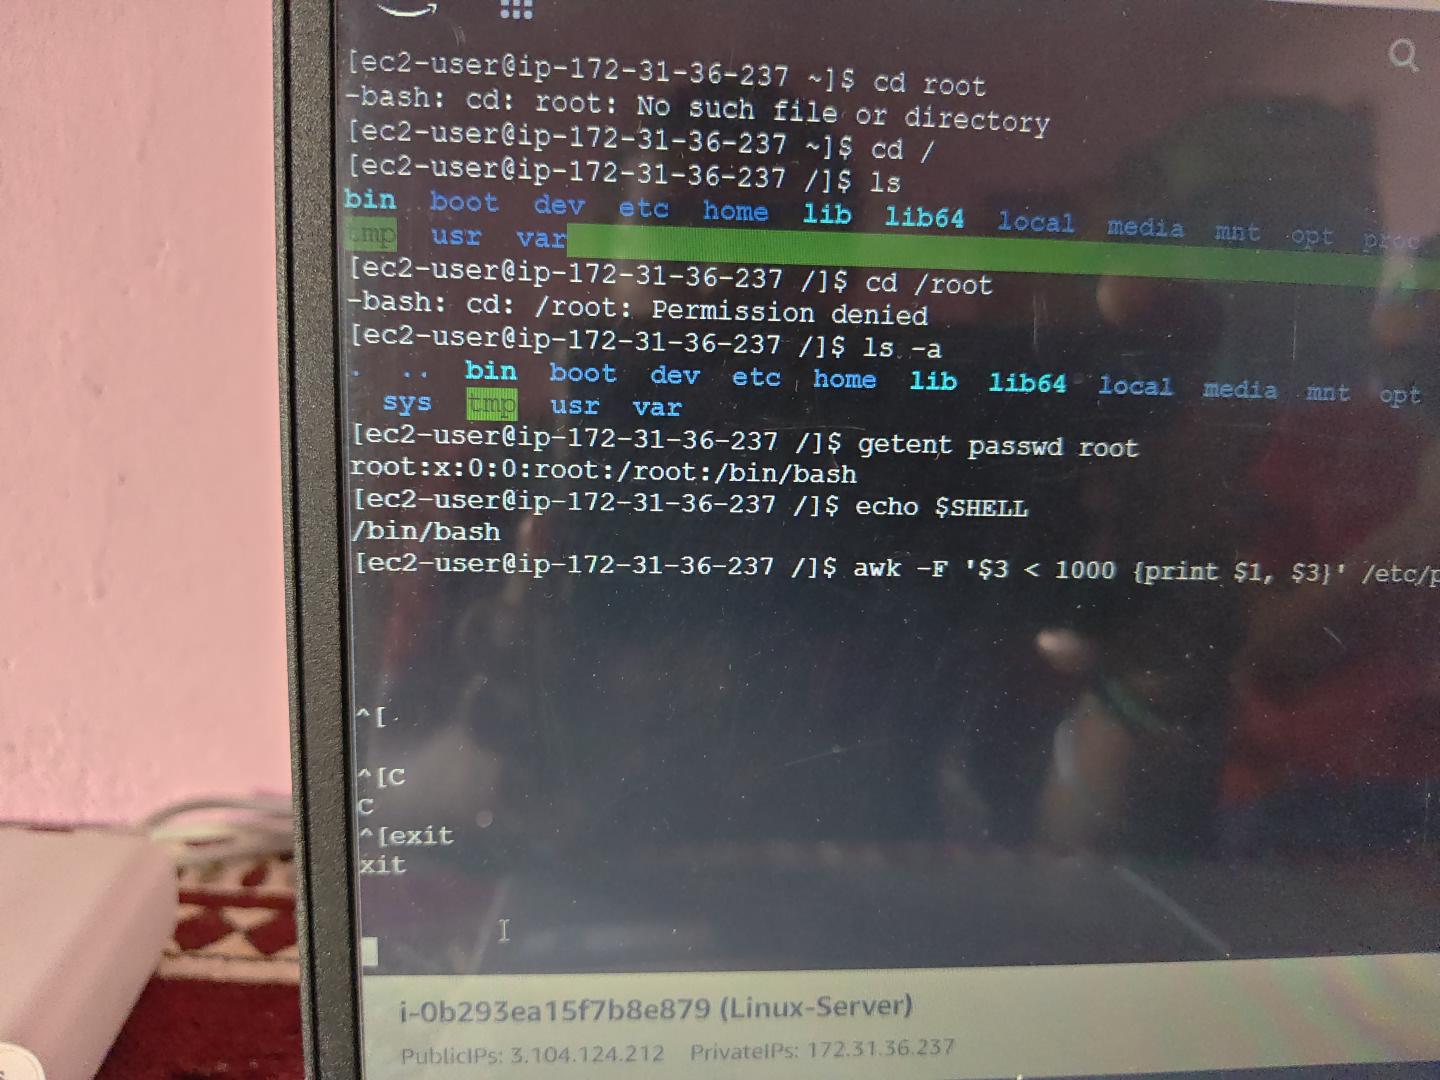 [ec2-user@ip-172-31-36-237 ~]$ cd root
-bash: cd: root: No such file or directory
[ec2-user@ip-172-31-36-237 ~]$ cd /
[ec2-user@ip-172-31-36-237 /]$ ls
bin boot dev etc home lib lib64 local media mnt opt proc
tmp usr var
[ec2-user@ip-172-31-36-237 /]$ cd /root
-bash: cd: /root: Permission denied
[ec2-user@ip-172-31-36-237 /]$ ls -a
. .. bin boot dev etc home lib lib64 local media mnt opt
sys tmp usr var
[ec2-user@ip-172-31-36-237 /]$ getent passwd root
root:x:0:0:root:/root:/bin/bash
[ec2-user@ip-172-31-36-237 /]$ echo $SHELL
/bin/bash
[ec2-user@ip-172-31-36-237 /]$ awk -F '$3 < 1000 {print $1, $3}' /etc/p
^[
^[C
C
^[exit
xit
i-0b293ea15f7b8e879 (Linux-Server)
PublicIPs: 3.104.124.212 PrivateIPs: 172.31.36.237